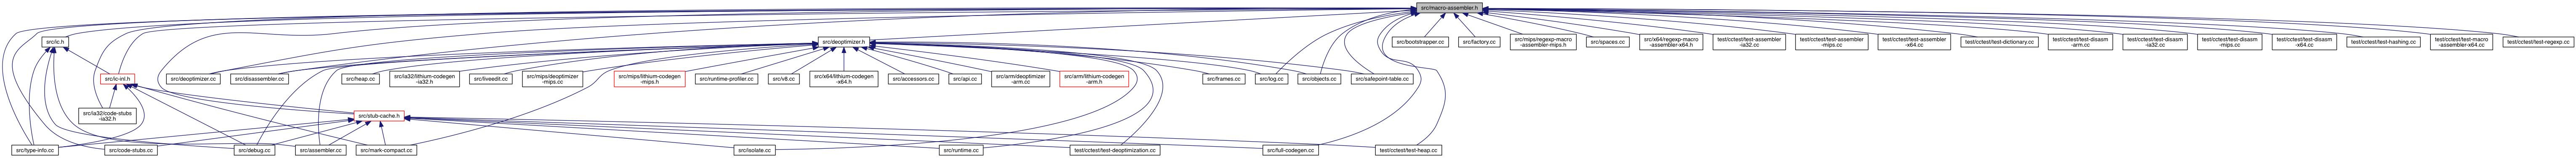 src/macro-assembler.h
src/ic.h
src/deoptimizer.h
src/bootstrapper.cc
src/factory.cc
src/mips/regexp-macro
-assembler-mips.h
src/spaces.cc
src/x64/regexp-macro
-assembler-x64.h
test/cctest/test-assembler
-ia32.cc
test/cctest/test-assembler
-mips.cc
test/cctest/test-assembler
-x64.cc
test/cctest/test-dictionary.cc
test/cctest/test-disasm
-arm.cc
test/cctest/test-disasm
-ia32.cc
test/cctest/test-disasm
-mips.cc
test/cctest/test-disasm
-x64.cc
test/cctest/test-hashing.cc
test/cctest/test-macro
-assembler-x64.cc
test/cctest/test-regexp.cc
src/ic-inl.h
src/deoptimizer.cc
src/disassembler.cc
src/heap.cc
src/ia32/lithium-codegen
-ia32.h
src/liveedit.cc
src/mips/deoptimizer
-mips.cc
src/mips/lithium-codegen
-mips.h
src/runtime-profiler.cc
src/v8.cc
src/x64/lithium-codegen
-x64.h
src/accessors.cc
src/api.cc
src/arm/deoptimizer
-arm.cc
src/arm/lithium-codegen
-arm.h
src/frames.cc
src/log.cc
src/objects.cc
src/safepoint-table.cc
src/ia32/code-stubs
-ia32.h
src/stub-cache.h
src/type-info.cc
src/code-stubs.cc
src/debug.cc
src/assembler.cc
src/mark-compact.cc
src/isolate.cc
src/runtime.cc
test/cctest/test-deoptimization.cc
src/full-codegen.cc
test/cctest/test-heap.cc